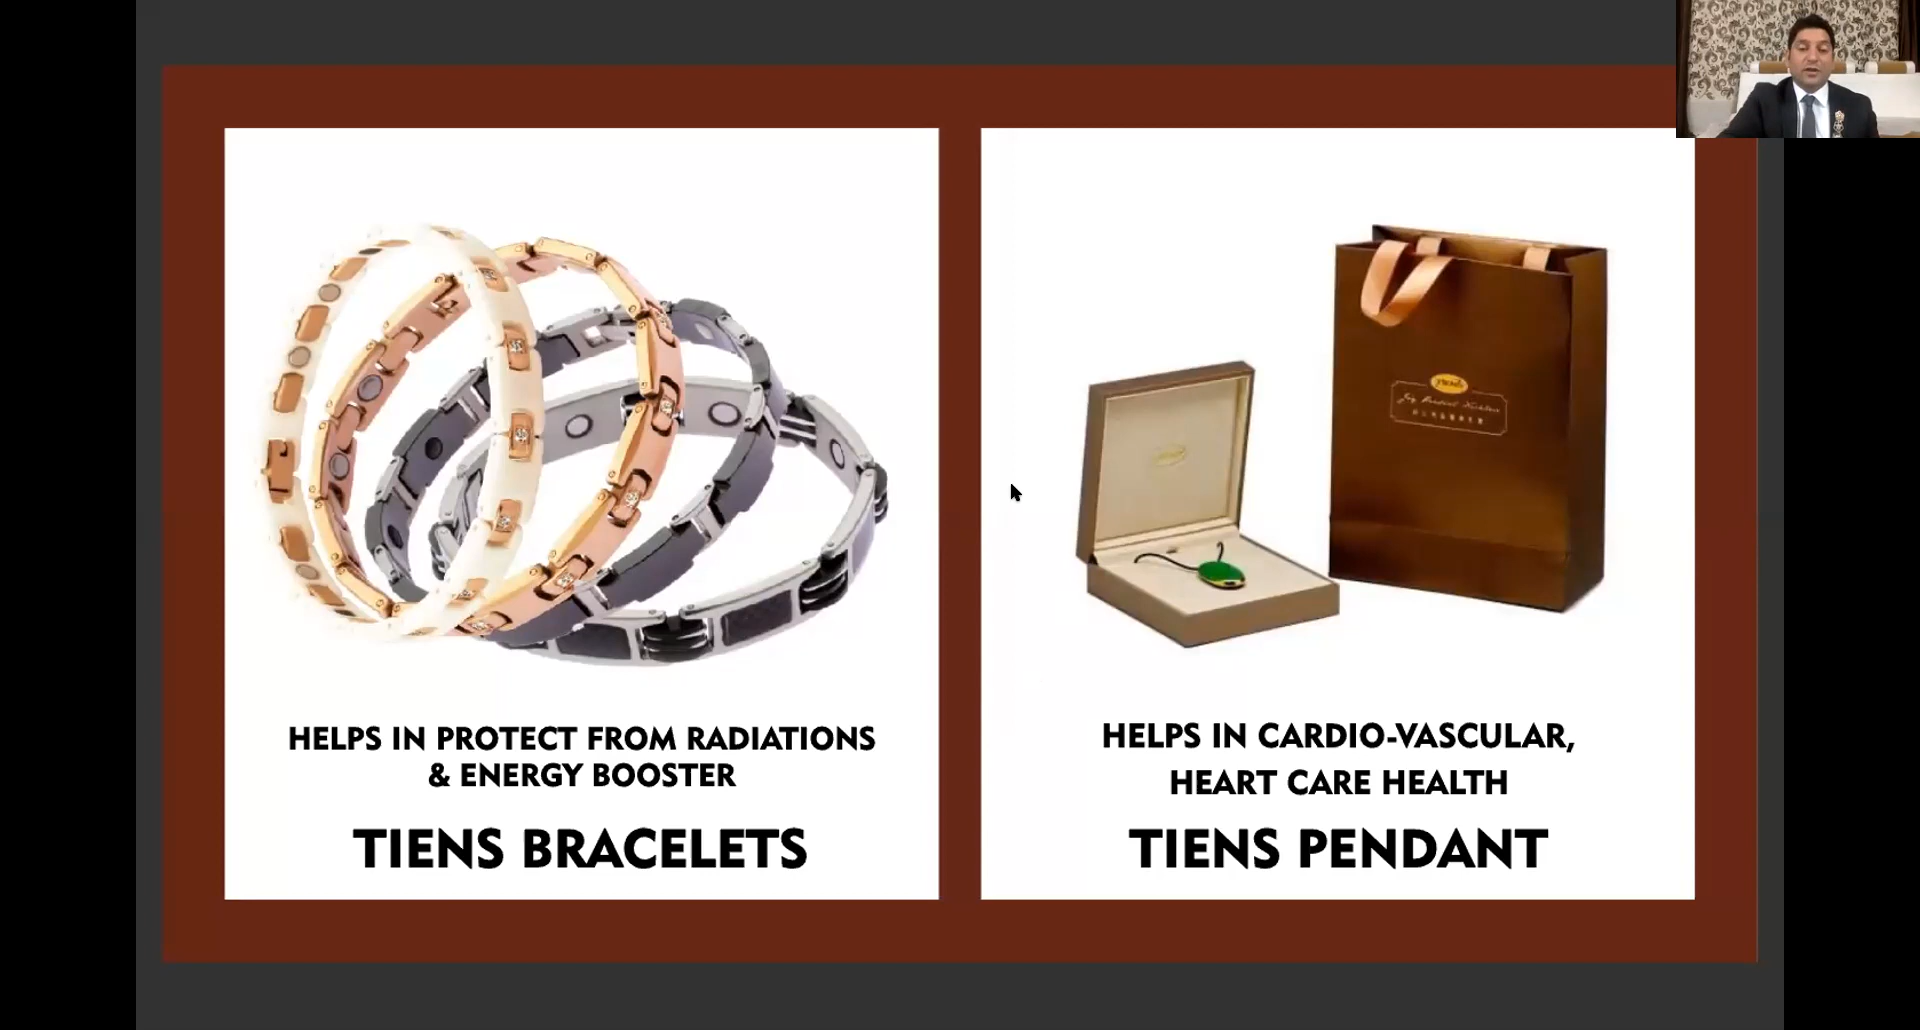 HELPS IN PROTECT FROM RADIATIONS
& ENERGY BOOSTER
TIENS BRACELETS
HELPS IN CARDIO-VASCULAR,
HEART CARE HEALTH
TIENS PENDANT